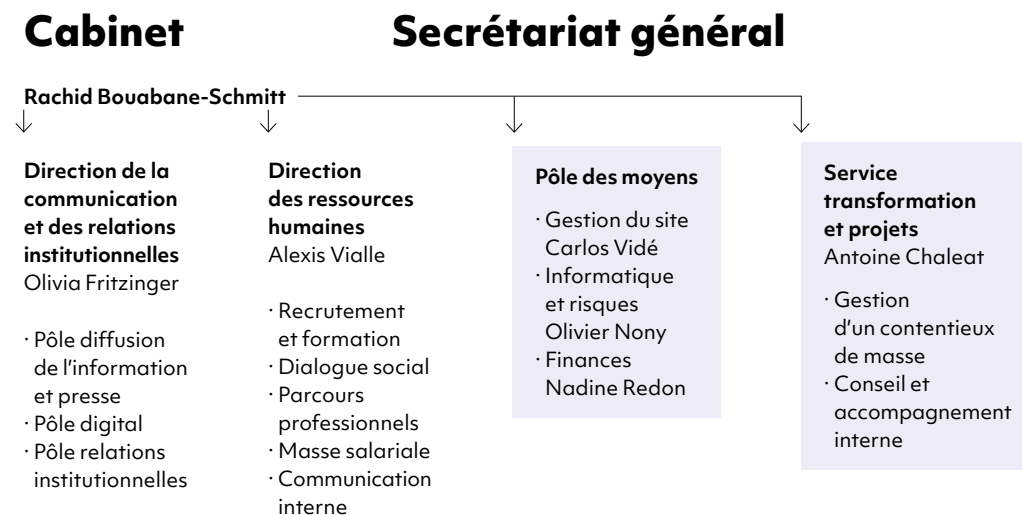 Cabinet
Secrétariat général
Rachid Bouabane-Schmitt
Direction de la
communication
et des relations
institutionnelles
Olivia Fritzinger
· Pôle diffusion
de l'information
et presse
· Pôle digital
· Pôle relations
institutionnelles
Direction
des ressources
humaines
Alexis Vialle
· Recrutement
et formation
· Dialogue social
· Parcours
professionnels
· Masse salariale
· Communication
interne
Pôle des moyens
· Gestion du site
Carlos Vidé
· Informatique
et risques
Olivier Nony
· Finances
Nadine Redon
Service
transformation
et projets
Antoine Chaleat
· Gestion
d'un contentieux
de masse
· Conseil et
accompagnement
interne